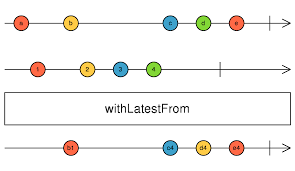 a b c d e
1 2 3 4
withLatestFrom
b1 c4 d4 e4